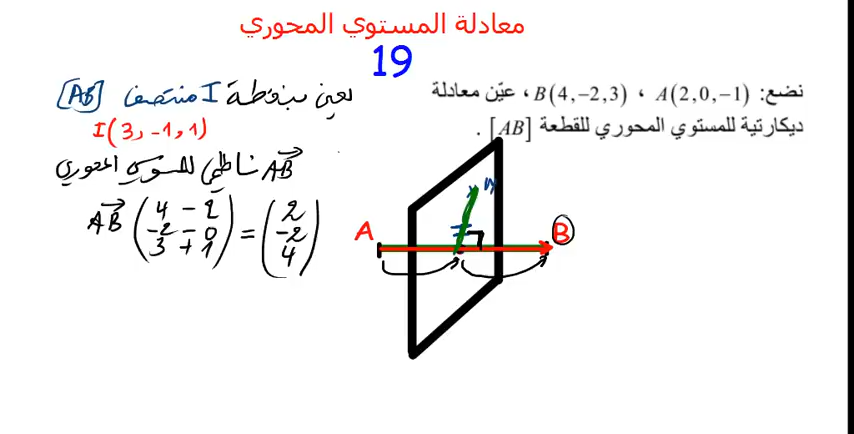 معادلة المستوي المحوري
19
نضع: A(2,0,−1) ، B(4,−2,3) ، عيّن معادلة
ديكارتية للمستوي المحوري للقطعة [AB] .
نعين نقطة I منتصف [AB]
I(3, -1, 1)
AB→ ناظمي للمستوي المحوري
AB→ (4 - 2 = (2
-2 - 0 -2
3 + 1) 4)
A B
M